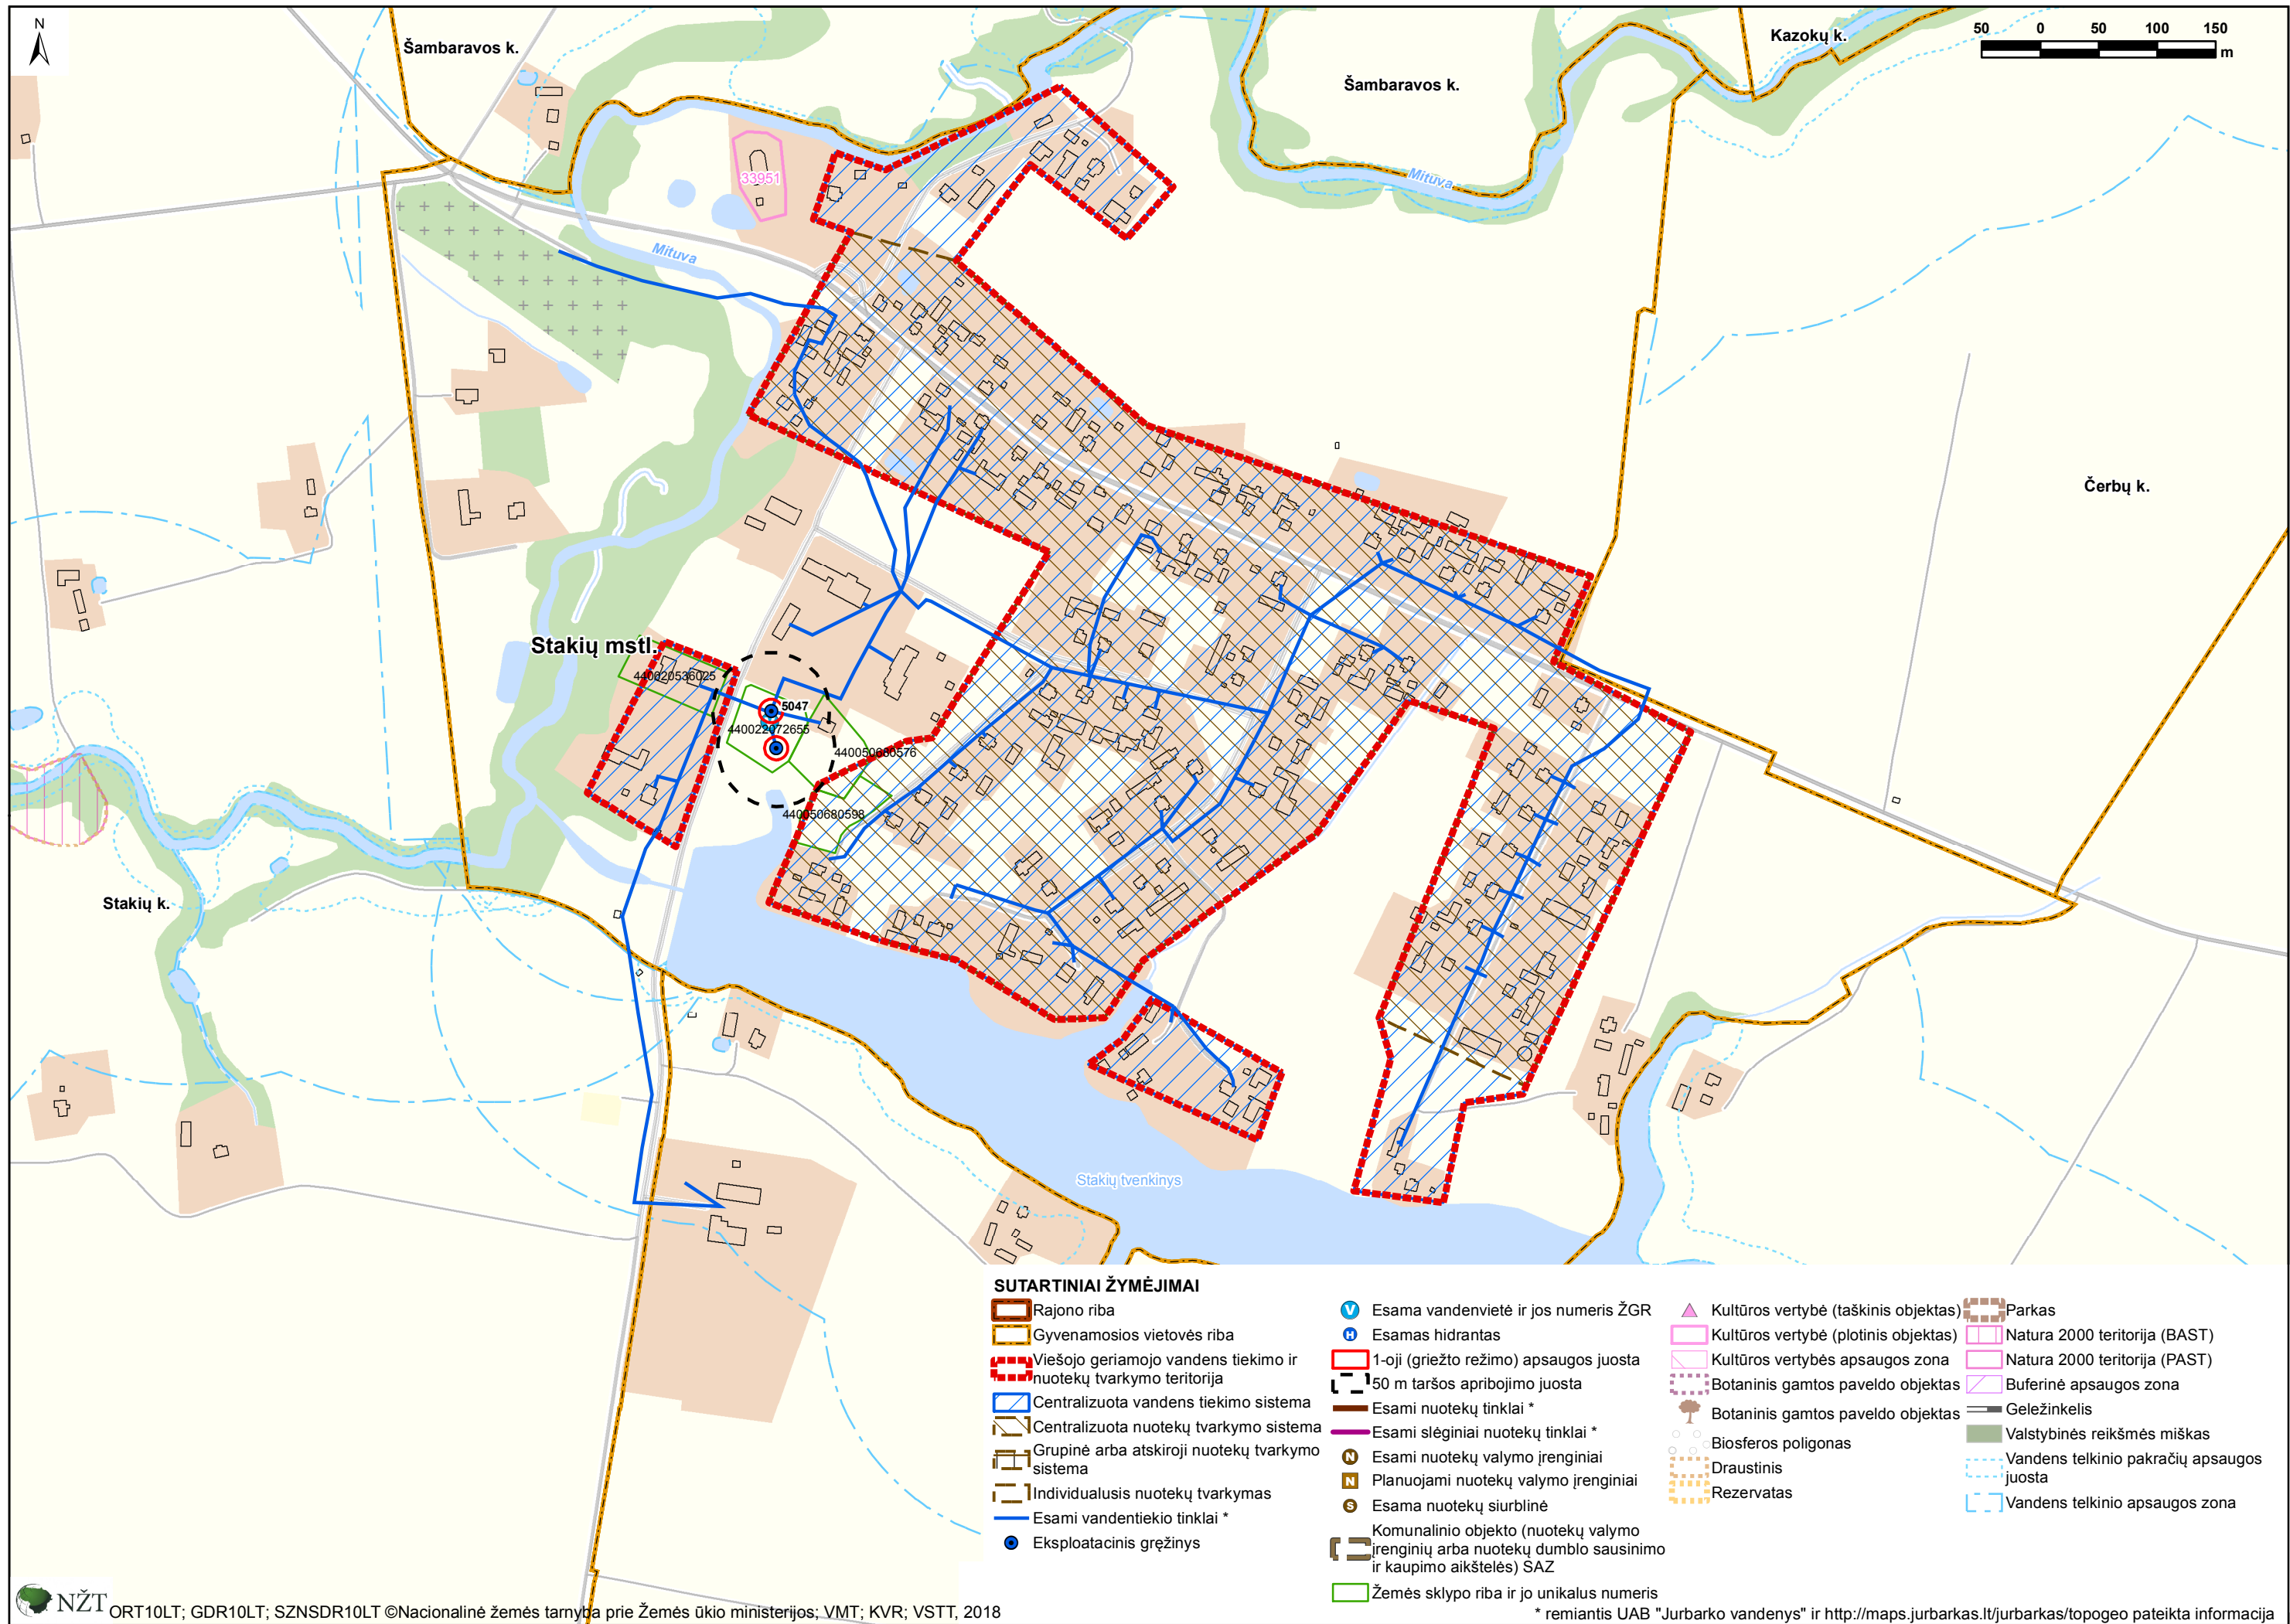 N
Šambaravos k.
Šambaravos k.
Kazokų k.
50 0 50 100 150
m
33951
Mituva
Mituva
Čerbų k.
Stakių mstl.
440020536025
5047
440022072655
440050680576
440050680598
Stakių k.
Stakių tvenkinys
SUTARTINIAI ŽYMĖJIMAI
Rajono riba
Gyvenamosios vietovės riba
Viešojo geriamojo vandens tiekimo ir
nuotekų tvarkymo teritorija
Centralizuota vandens tiekimo sistema
Centralizuota nuotekų tvarkymo sistema
Grupinė arba atskiroji nuotekų tvarkymo
sistema
Individualusis nuotekų tvarkymas
Esami vandentiekio tinklai *
Eksploatacinis gręžinys
V Esama vandenvietė ir jos numeris ŽGR
H Esamas hidrantas
1-oji (griežto režimo) apsaugos juosta
50 m taršos apribojimo juosta
Esami nuotekų tinklai *
Esami slėginiai nuotekų tinklai *
N Esami nuotekų valymo įrenginiai
N Planuojami nuotekų valymo įrenginiai
S Esama nuotekų siurblinė
Komunalinio objekto (nuotekų valymo
įrenginių arba nuotekų dumblo sausinimo
ir kaupimo aikštelės) SAZ
Žemės sklypo riba ir jo unikalus numeris
Kultūros vertybė (taškinis objektas)
Kultūros vertybė (plotinis objektas)
Kultūros vertybės apsaugos zona
Botaninis gamtos paveldo objektas
Botaninis gamtos paveldo objektas
Biosferos poligonas
Draustinis
Rezervatas
Parkas
Natura 2000 teritorija (BAST)
Natura 2000 teritorija (PAST)
Buferinė apsaugos zona
Geležinkelis
Valstybinės reikšmės miškas
Vandens telkinio pakračių apsaugos
juosta
Vandens telkinio apsaugos zona
NŽT ORT10LT; GDR10LT; SZNSDR10LT ©Nacionalinė žemės tarnyba prie Žemės ūkio ministerijos; VMT; KVR; VSTT, 2018
* remiantis UAB "Jurbarko vandenys" ir http://maps.jurbarkas.lt/jurbarkas/topogeo pateikta informacija